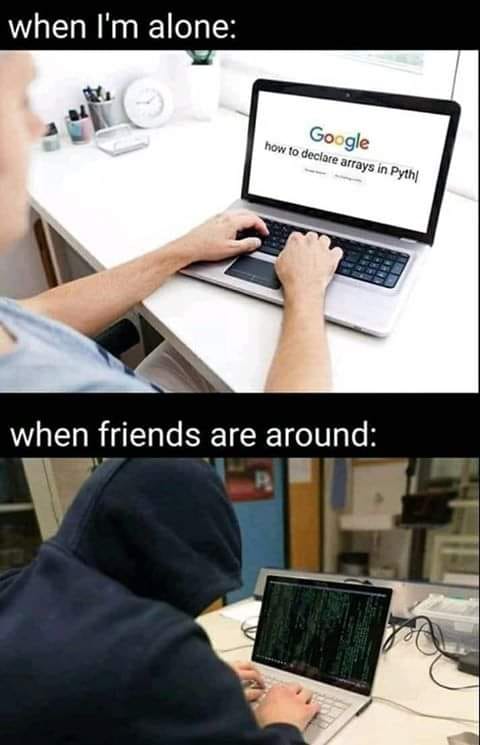 when I'm alone:
Google
how to declare arrays in Pyth
when friends are around: